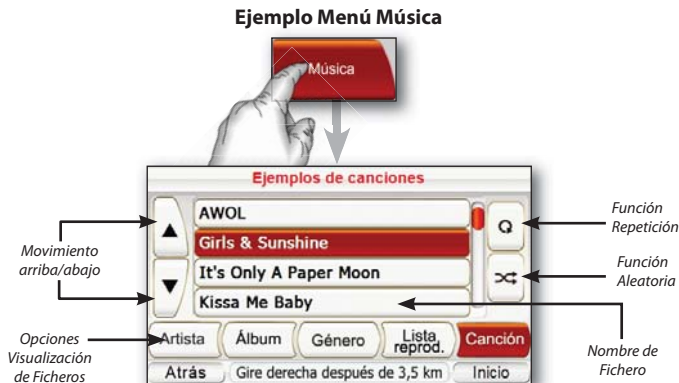 Ejemplo Menú Música
Música
Ejemplos de canciones
AWOL
Girls & Sunshine
It's Only A Paper Moon
Kissa Me Baby
Artista
Álbum
Género
Lista
reprod.
Canción
Atrás
Gire derecha después de 3,5 km
Inicio
Movimiento
arriba/abajo
Opciones
Visualización
de Ficheros
Función
Repetición
Función
Aleatoria
Nombre de
Fichero